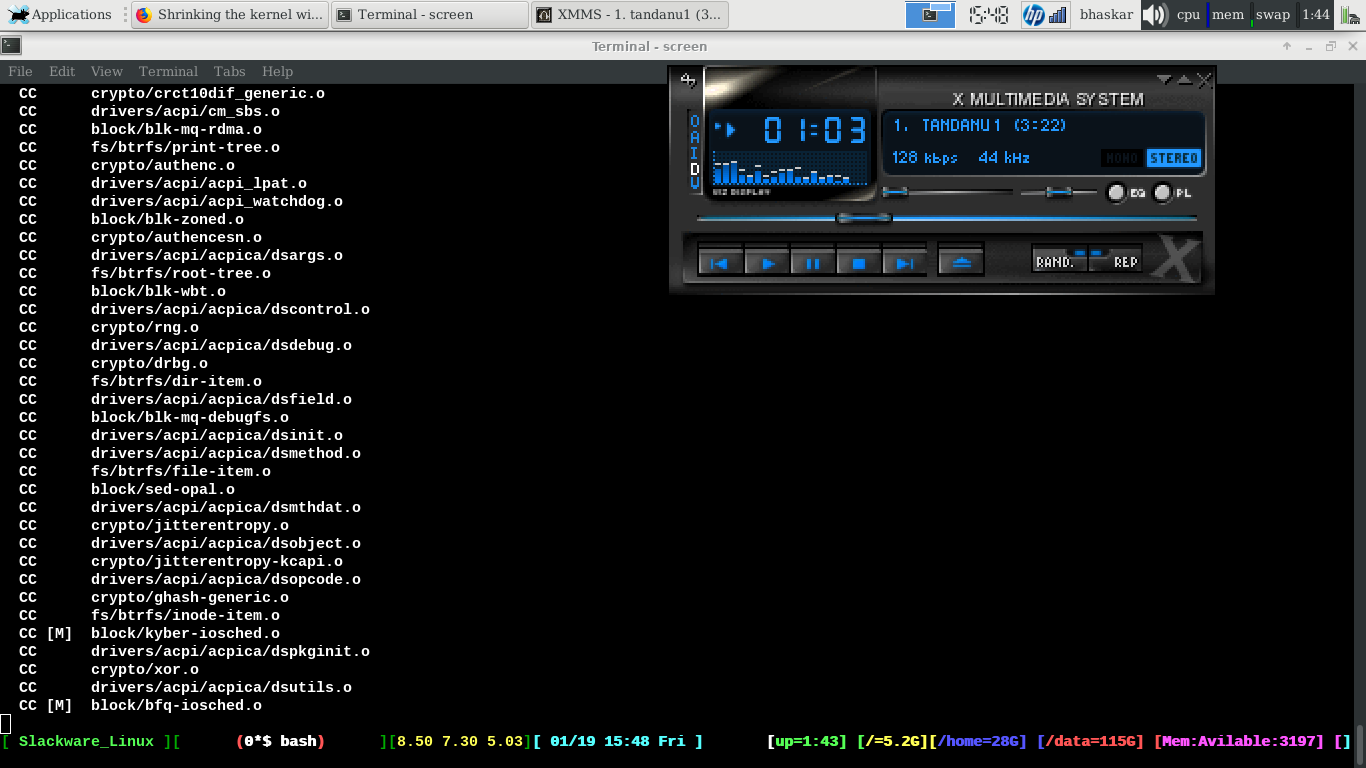 Applications Shrinking the kernel wi... Terminal - screen XMMS - 1. tandanu1 (3... 15:48 hp bhaskar cpu mem swap 1:44
Terminal - screen
File Edit View Terminal Tabs Help
CC crypto/crct10dif_generic.o
CC drivers/acpi/cm_sbs.o
CC block/blk-mq-rdma.o
CC fs/btrfs/print-tree.o
CC crypto/authenc.o
CC drivers/acpi/acpi_lpat.o
CC drivers/acpi/acpi_watchdog.o
CC block/blk-zoned.o
CC crypto/authencesn.o
CC drivers/acpi/acpica/dsargs.o
CC fs/btrfs/root-tree.o
CC block/blk-wbt.o
CC drivers/acpi/acpica/dscontrol.o
CC crypto/rng.o
CC drivers/acpi/acpica/dsdebug.o
CC crypto/drbg.o
CC fs/btrfs/dir-item.o
CC drivers/acpi/acpica/dsfield.o
CC block/blk-mq-debugfs.o
CC drivers/acpi/acpica/dsinit.o
CC drivers/acpi/acpica/dsmethod.o
CC fs/btrfs/file-item.o
CC block/sed-opal.o
CC drivers/acpi/acpica/dsmthdat.o
CC crypto/jitterentropy.o
CC drivers/acpi/acpica/dsobject.o
CC crypto/jitterentropy-kcapi.o
CC drivers/acpi/acpica/dsopcode.o
CC crypto/ghash-generic.o
CC fs/btrfs/inode-item.o
CC [M] block/kyber-iosched.o
CC drivers/acpi/acpica/dspkginit.o
CC crypto/xor.o
CC drivers/acpi/acpica/dsutils.o
CC [M] block/bfq-iosched.o
[ Slackware_Linux ][ (0*$ bash) ][8.50 7.30 5.03][ 01/19 15:48 Fri ] [up=1:43] [/=5.2G][/home=28G] [/data=115G] [Mem:Avilable:3197] []
X MULTIMEDIA SYSTEM
O
A
I
D
V
01:03
VIZ DISPLAY
1. TANDANU1 (3:22)
128 kbps 44 kHz MONO STEREO
EQ PL
RAND. REP
X